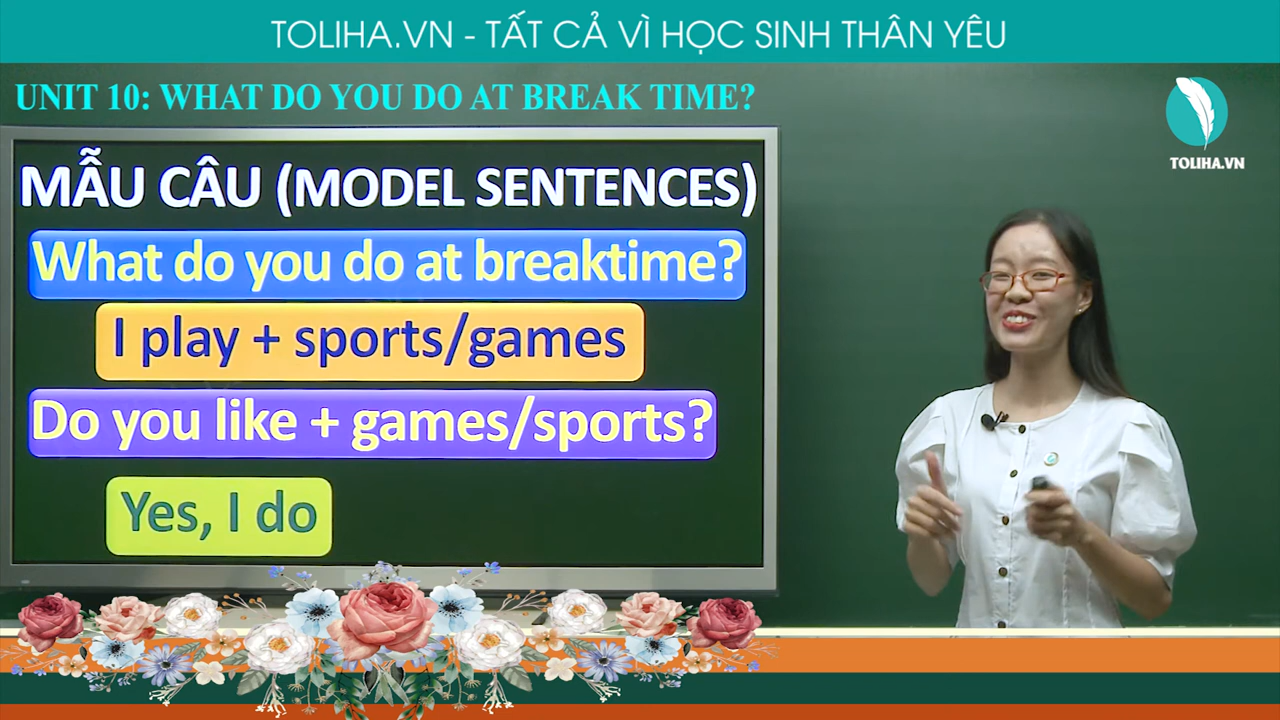 TOLIHA.VN - TẤT CẢ VÌ HỌC SINH THÂN YÊU
UNIT 10: WHAT DO YOU DO AT BREAK TIME?
TOLIHA.VN
MẪU CÂU (MODEL SENTENCES)
What do you do at breaktime?
I play + sports/games
Do you like + games/sports?
Yes, I do